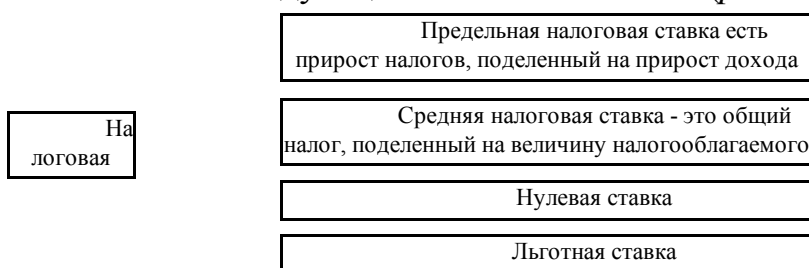 Предельная налоговая ставка есть
прирост налогов, поделенный на прирост дохода
Средняя налоговая ставка - это общий
налог, поделенный на величину налогооблагаемого
На
логовая
Нулевая ставка
Льготная ставка